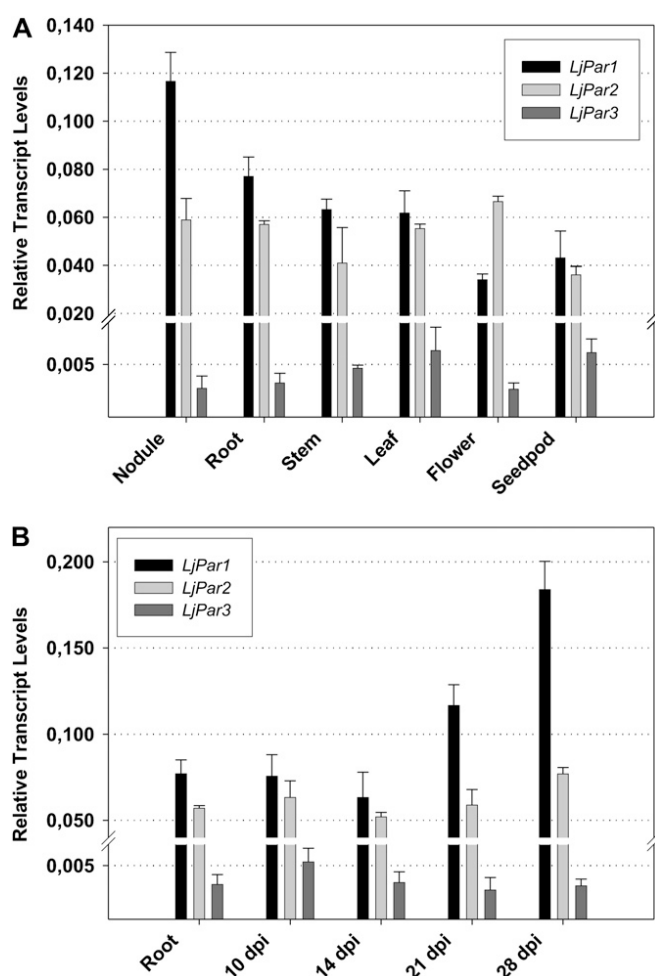 A
0,140
0,120
0,100
0,080
0,060
0,040
0,020
0,005
Relative Transcript Levels
LjPar1
LjPar2
LjPar3
Nodule
Root
Stem
Leaf
Flower
Seedpod
B
0,200
0,150
0,100
0,050
0,005
Relative Transcript Levels
LjPar1
LjPar2
LjPar3
Root
10 dpi
14 dpi
21 dpi
28 dpi